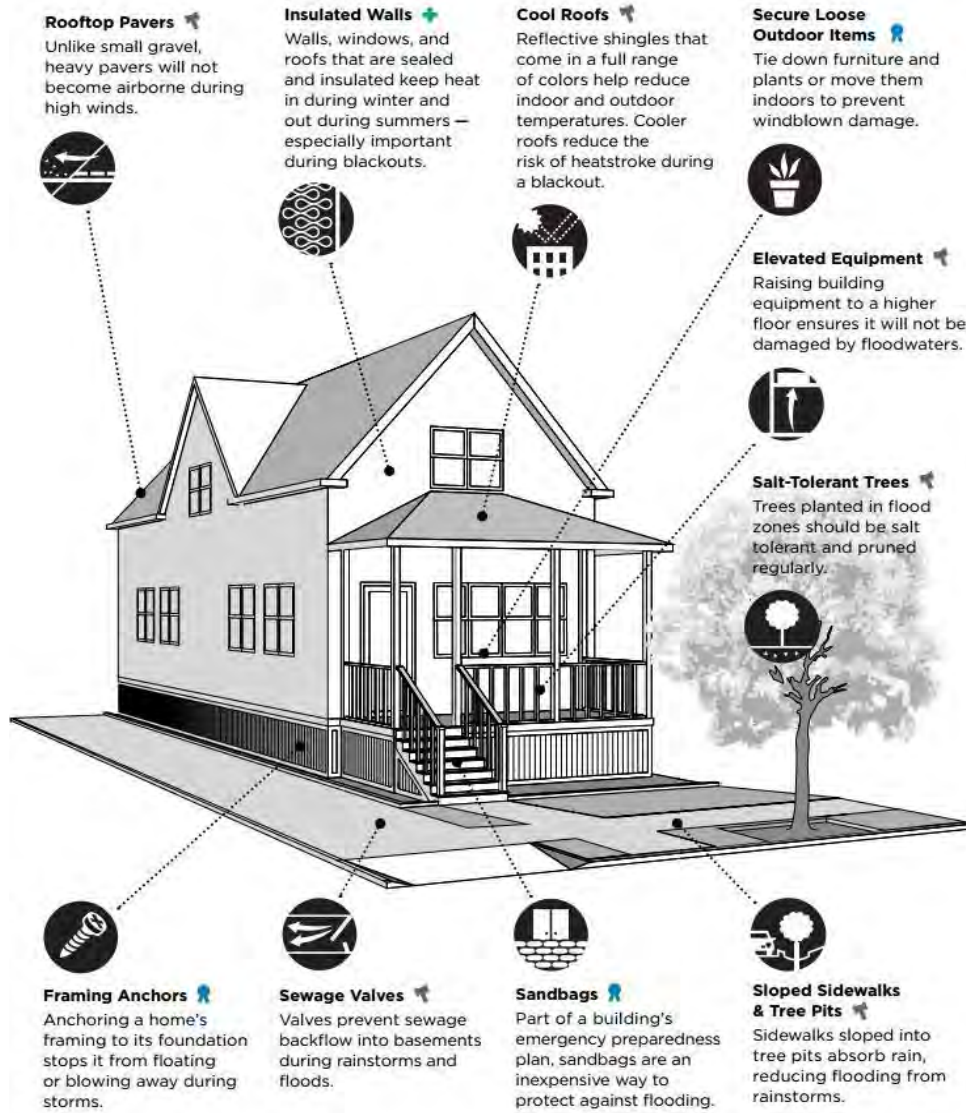 Rooftop Pavers
Unlike small gravel,
heavy pavers will not
become airborne during
high winds.
Insulated Walls
Walls, windows, and
roofs that are sealed
and insulated keep heat
in during winter and
out during summers —
especially important
during blackouts.
Cool Roofs
Reflective shingles that
come in a full range
of colors help reduce
indoor and outdoor
temperatures. Cooler
roofs reduce the
risk of heatstroke during
a blackout.
Secure Loose
Outdoor Items
Tie down furniture and
plants or move them
indoors to prevent
windblown damage.
Elevated Equipment
Raising building
equipment to a higher
floor ensures it will not be
damaged by floodwaters.
Salt-Tolerant Trees
Trees planted in flood
zones should be salt
tolerant and pruned
regularly.
Framing Anchors
Anchoring a home's
framing to its foundation
stops it from floating
or blowing away during
storms.
Sewage Valves
Valves prevent sewage
backflow into basements
during rainstorms and
floods.
Sandbags
Part of a building's
emergency preparedness
plan, sandbags are an
inexpensive way to
protect against flooding.
Sloped Sidewalks
& Tree Pits
Sidewalks sloped into
tree pits absorb rain,
reducing flooding from
rainstorms.